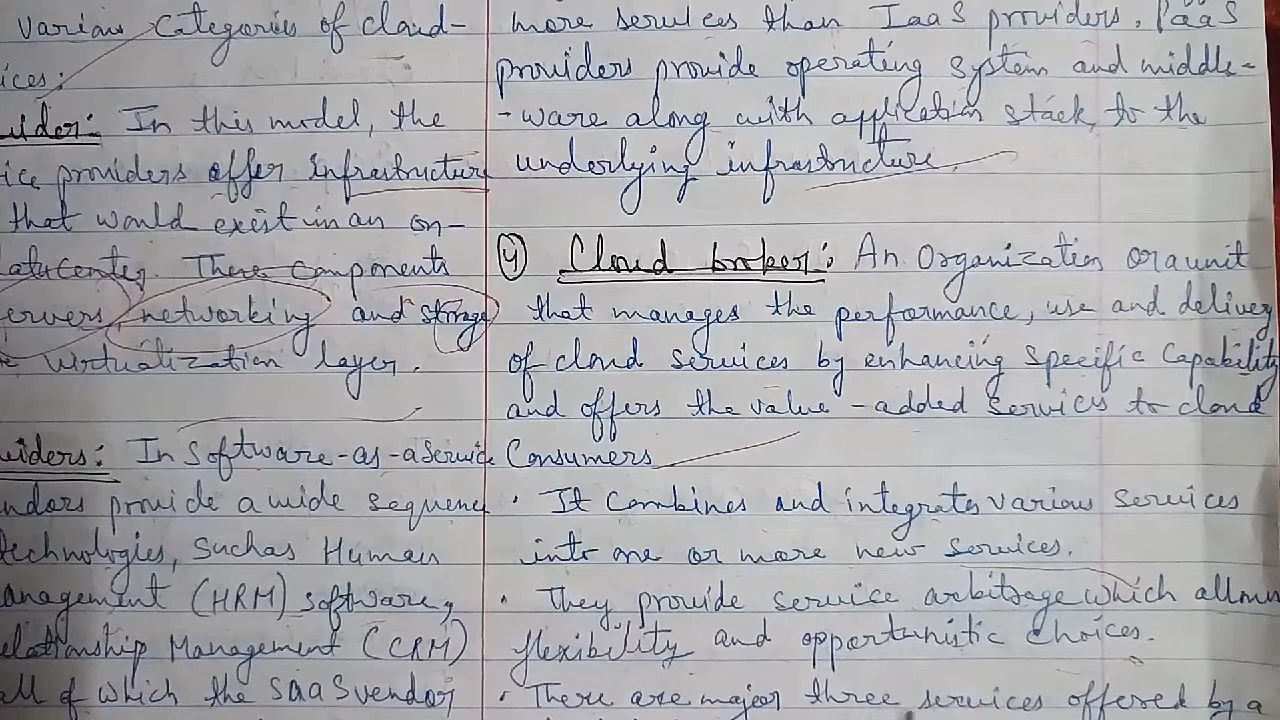 Various Categories of cloud-
ices:
ider: In this model, the
ice providers offer infrastructure
that would exist in an on-
atacenter. These components
ervers, networking and storage
virtualization layer.
iders: In Software-as-a Service
ndors provide a wide sequence
technologies, Such as Human
anagement (HRM) software,
elationship Management (CRM)
all of which the SaaS vendor
more services than IaaS providers. PaaS
providers provide operating system and middle-
-ware along with application stack, to the
underlying infrastructure.
④ Cloud broker: An Organization or a unit
that manages the performance, use and delivery
of cloud services by enhancing specific Capability
and offers the value-added Services to cloud
Consumers
• It Combines and integrates various services
into one or more new services.
• They provide service arbitrage which allows
flexibility and opportunistic choices.
• There are major three services offered by a